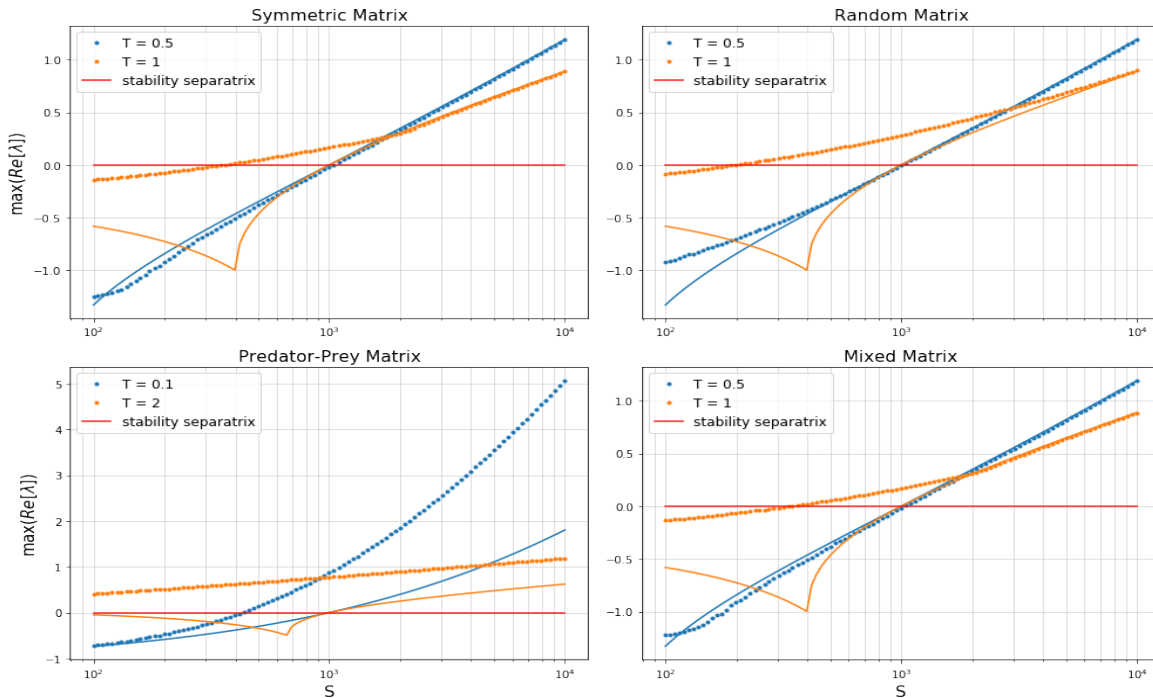 Symmetric Matrix
T = 0.5
T = 1
stability separatrix
max(Re[λ])
1.0
0.5
0.0
−0.5
−1.0
10²
10³
10⁴
Random Matrix
T = 0.5
T = 1
stability separatrix
1.0
0.5
0.0
−0.5
−1.0
10²
10³
10⁴
Predator-Prey Matrix
T = 0.1
T = 2
stability separatrix
max(Re[λ])
5
4
3
2
1
0
−1
10²
10³
10⁴
S
Mixed Matrix
T = 0.5
T = 1
stability separatrix
1.0
0.5
0.0
−0.5
−1.0
10²
10³
10⁴
S